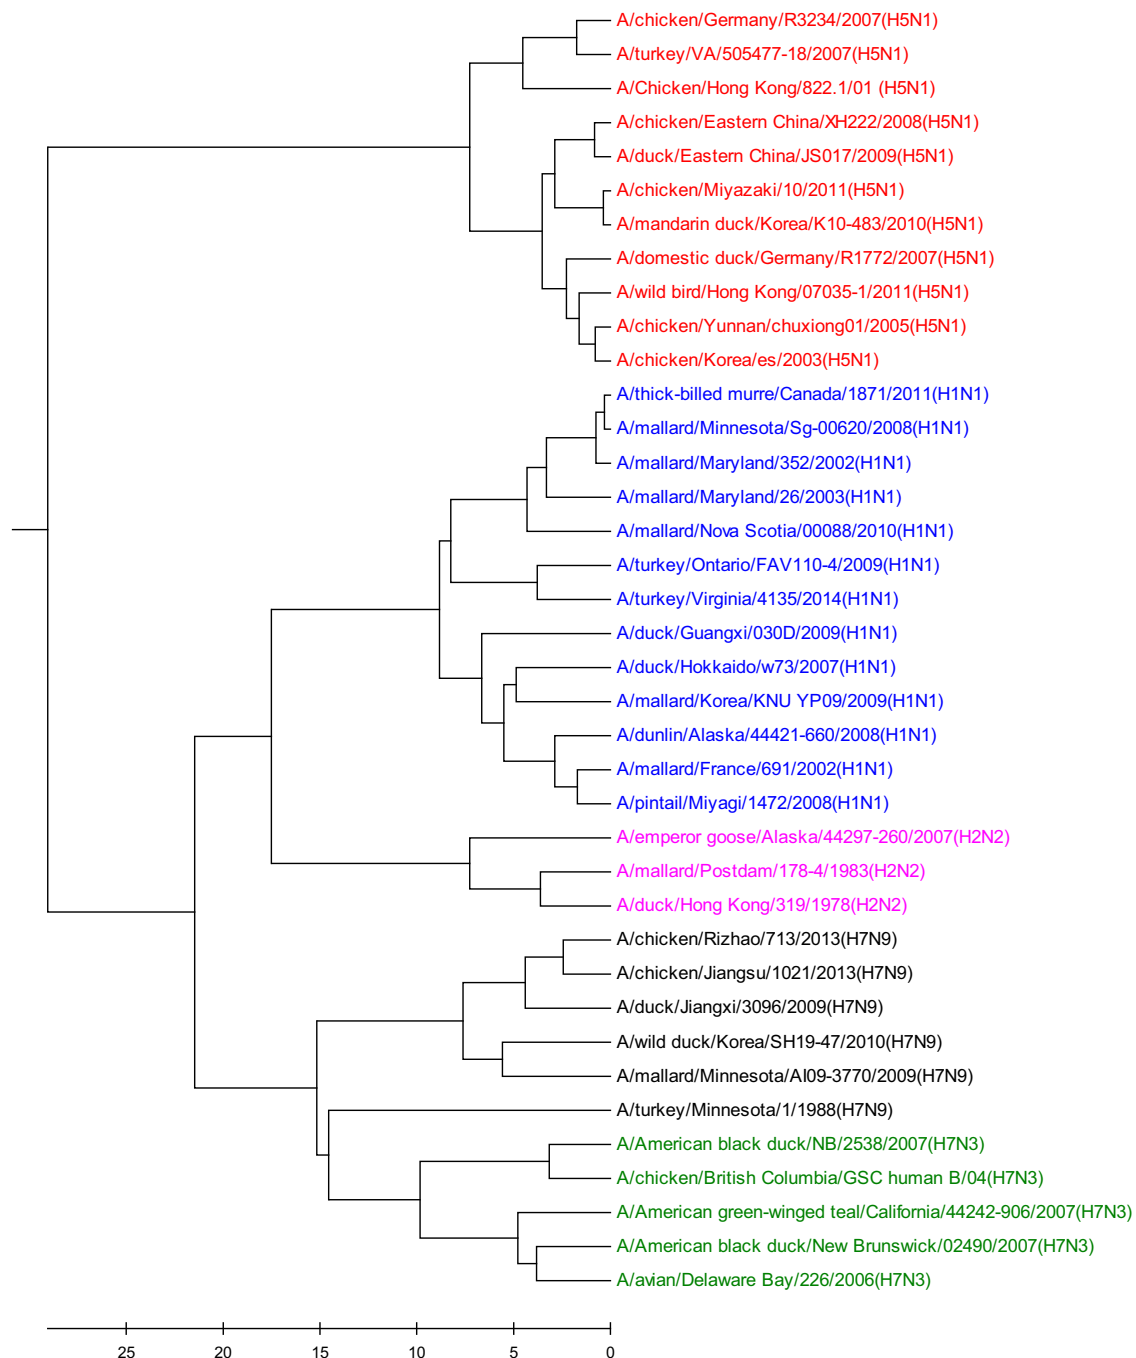 A/chicken/Germany/R3234/2007(H5N1)
A/turkey/VA/505477-18/2007(H5N1)
A/Chicken/Hong Kong/822.1/01 (H5N1)
A/chicken/Eastern China/XH222/2008(H5N1)
A/duck/Eastern China/JS017/2009(H5N1)
A/chicken/Miyazaki/10/2011(H5N1)
A/mandarin duck/Korea/K10-483/2010(H5N1)
A/domestic duck/Germany/R1772/2007(H5N1)
A/wild bird/Hong Kong/07035-1/2011(H5N1)
A/chicken/Yunnan/chuxiong01/2005(H5N1)
A/chicken/Korea/es/2003(H5N1)
A/thick-billed murre/Canada/1871/2011(H1N1)
A/mallard/Minnesota/Sg-00620/2008(H1N1)
A/mallard/Maryland/352/2002(H1N1)
A/mallard/Maryland/26/2003(H1N1)
A/mallard/Nova Scotia/00088/2010(H1N1)
A/turkey/Ontario/FAV110-4/2009(H1N1)
A/turkey/Virginia/4135/2014(H1N1)
A/duck/Guangxi/030D/2009(H1N1)
A/duck/Hokkaido/w73/2007(H1N1)
A/mallard/Korea/KNU YP09/2009(H1N1)
A/dunlin/Alaska/44421-660/2008(H1N1)
A/mallard/France/691/2002(H1N1)
A/pintail/Miyagi/1472/2008(H1N1)
A/emperor goose/Alaska/44297-260/2007(H2N2)
A/mallard/Postdam/178-4/1983(H2N2)
A/duck/Hong Kong/319/1978(H2N2)
A/chicken/Rizhao/713/2013(H7N9)
A/chicken/Jiangsu/1021/2013(H7N9)
A/duck/Jiangxi/3096/2009(H7N9)
A/wild duck/Korea/SH19-47/2010(H7N9)
A/mallard/Minnesota/AI09-3770/2009(H7N9)
A/turkey/Minnesota/1/1988(H7N9)
A/American black duck/NB/2538/2007(H7N3)
A/chicken/British Columbia/GSC human B/04(H7N3)
A/American green-winged teal/California/44242-906/2007(H7N3)
A/American black duck/New Brunswick/02490/2007(H7N3)
A/avian/Delaware Bay/226/2006(H7N3)
25 20 15 10 5 0